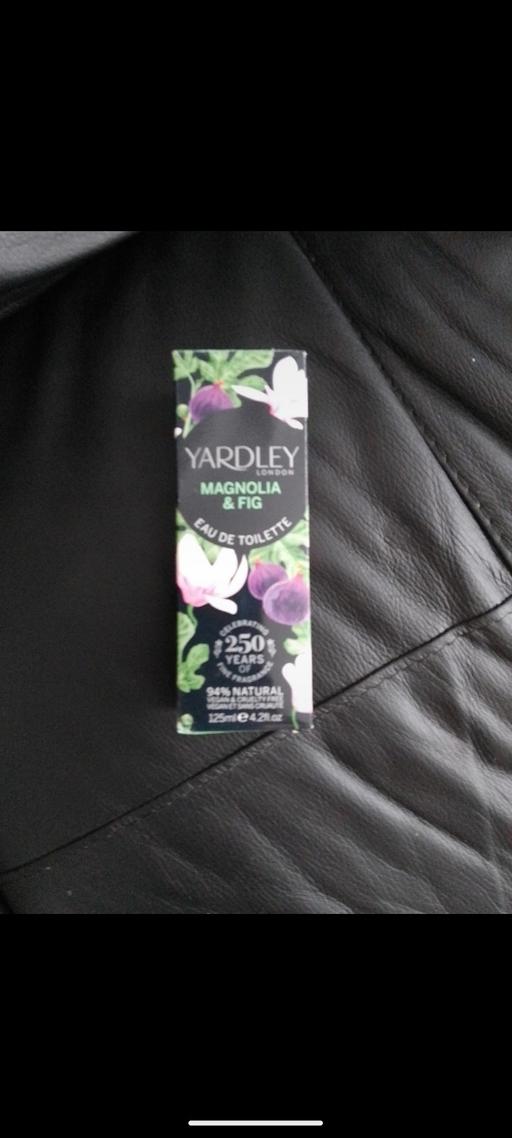 YARDLEY
LONDON
MAGNOLIA
& FIG
EAU DE TOILETTE
CELEBRATING
250
YEARS
OF
FINE FRAGRANCE
94% NATURAL
VEGAN & CRUELTY FREE
VEGAN ET SANS CRUAUTÉ
125ml e 4.2fl.oz